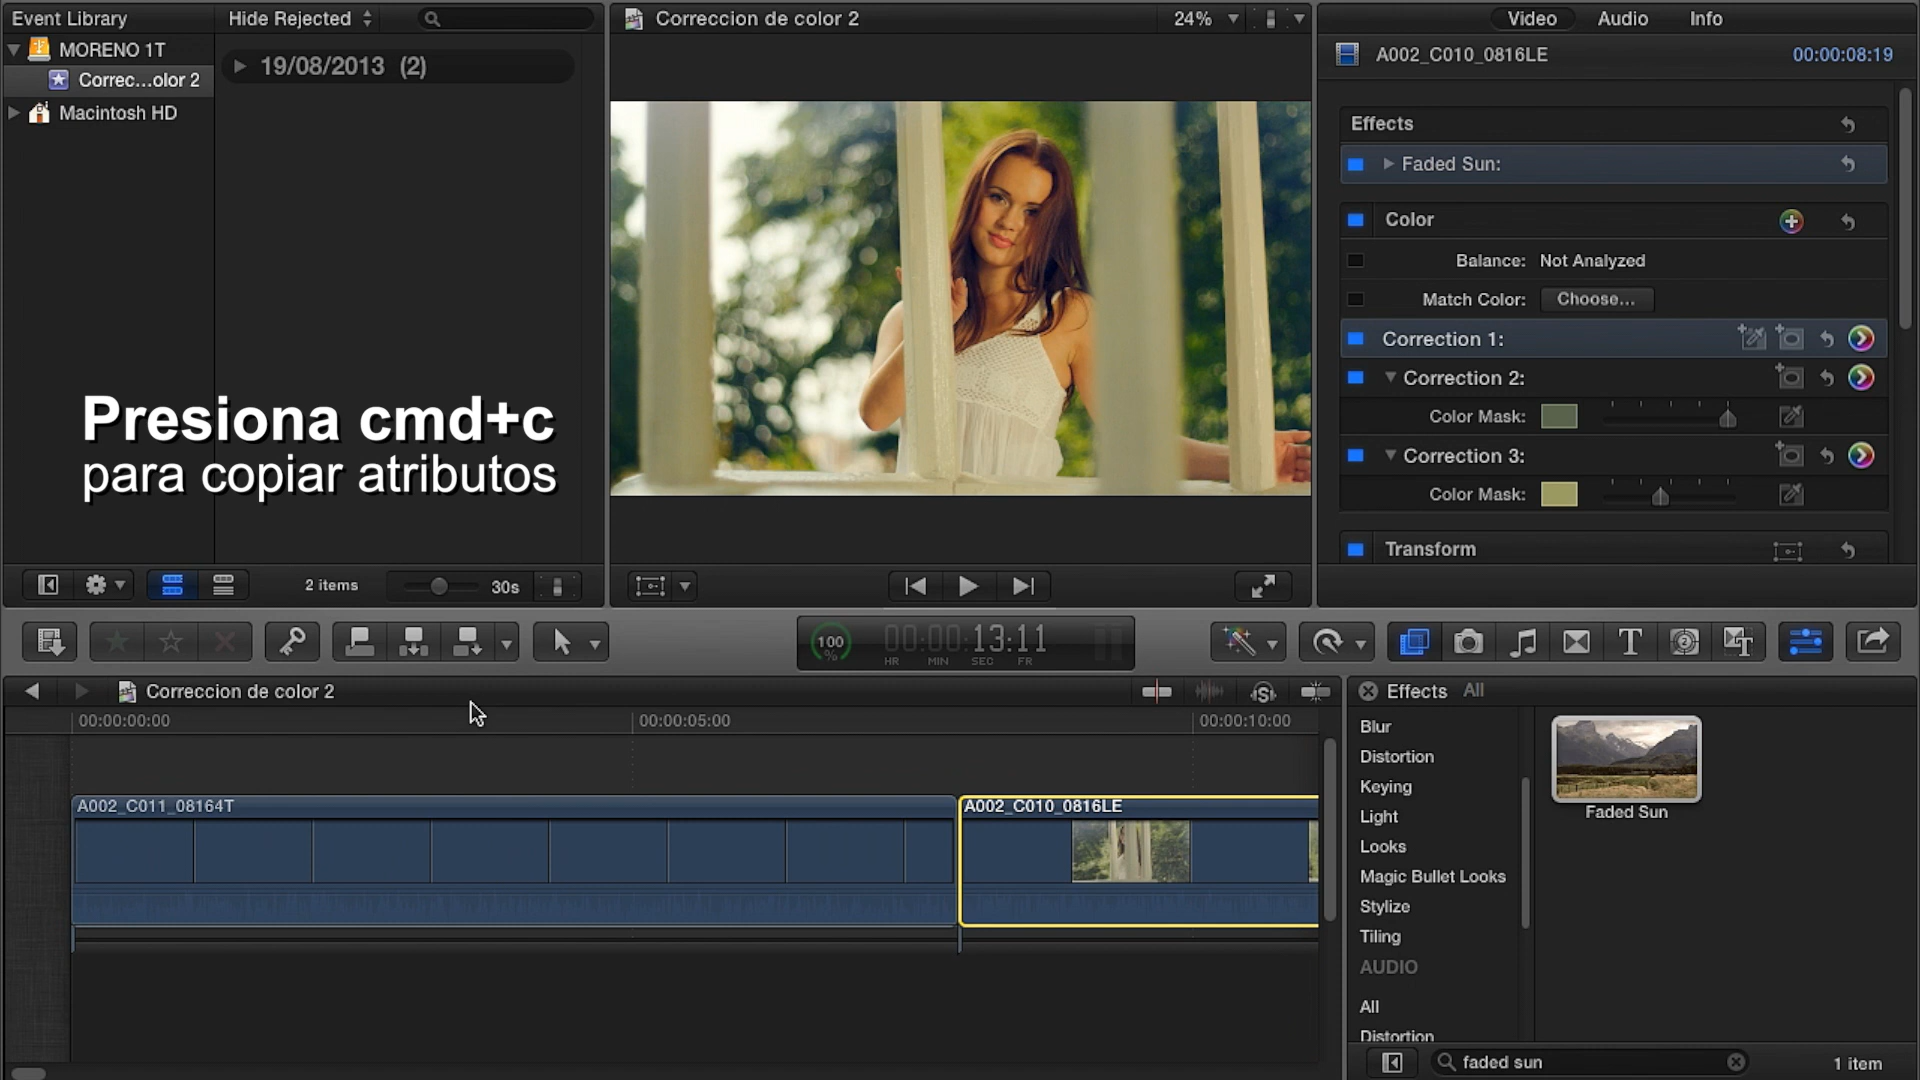 Event Library
Hide Rejected
MORENO 1T
Correc...olor 2
Macintosh HD
19/08/2013 (2)
Presiona cmd+c
para copiar atributos
2 items
30s
Correccion de color 2
24%
Video
Audio
Info
A002_C010_0816LE
00:00:08:19
Effects
Faded Sun:
Color
Balance: Not Analyzed
Match Color: Choose...
Correction 1:
Correction 2:
Color Mask:
Correction 3:
Color Mask:
Transform
100
%
00:00:13:11
HR MIN SEC FR
Correccion de color 2
00:00:00:00
00:00:05:00
00:00:10:00
A002_C011_08164T
A002_C010_0816LE
Effects All
Blur
Distortion
Keying
Light
Looks
Magic Bullet Looks
Stylize
Tiling
AUDIO
All
Distortion
Faded Sun
faded sun
1 item